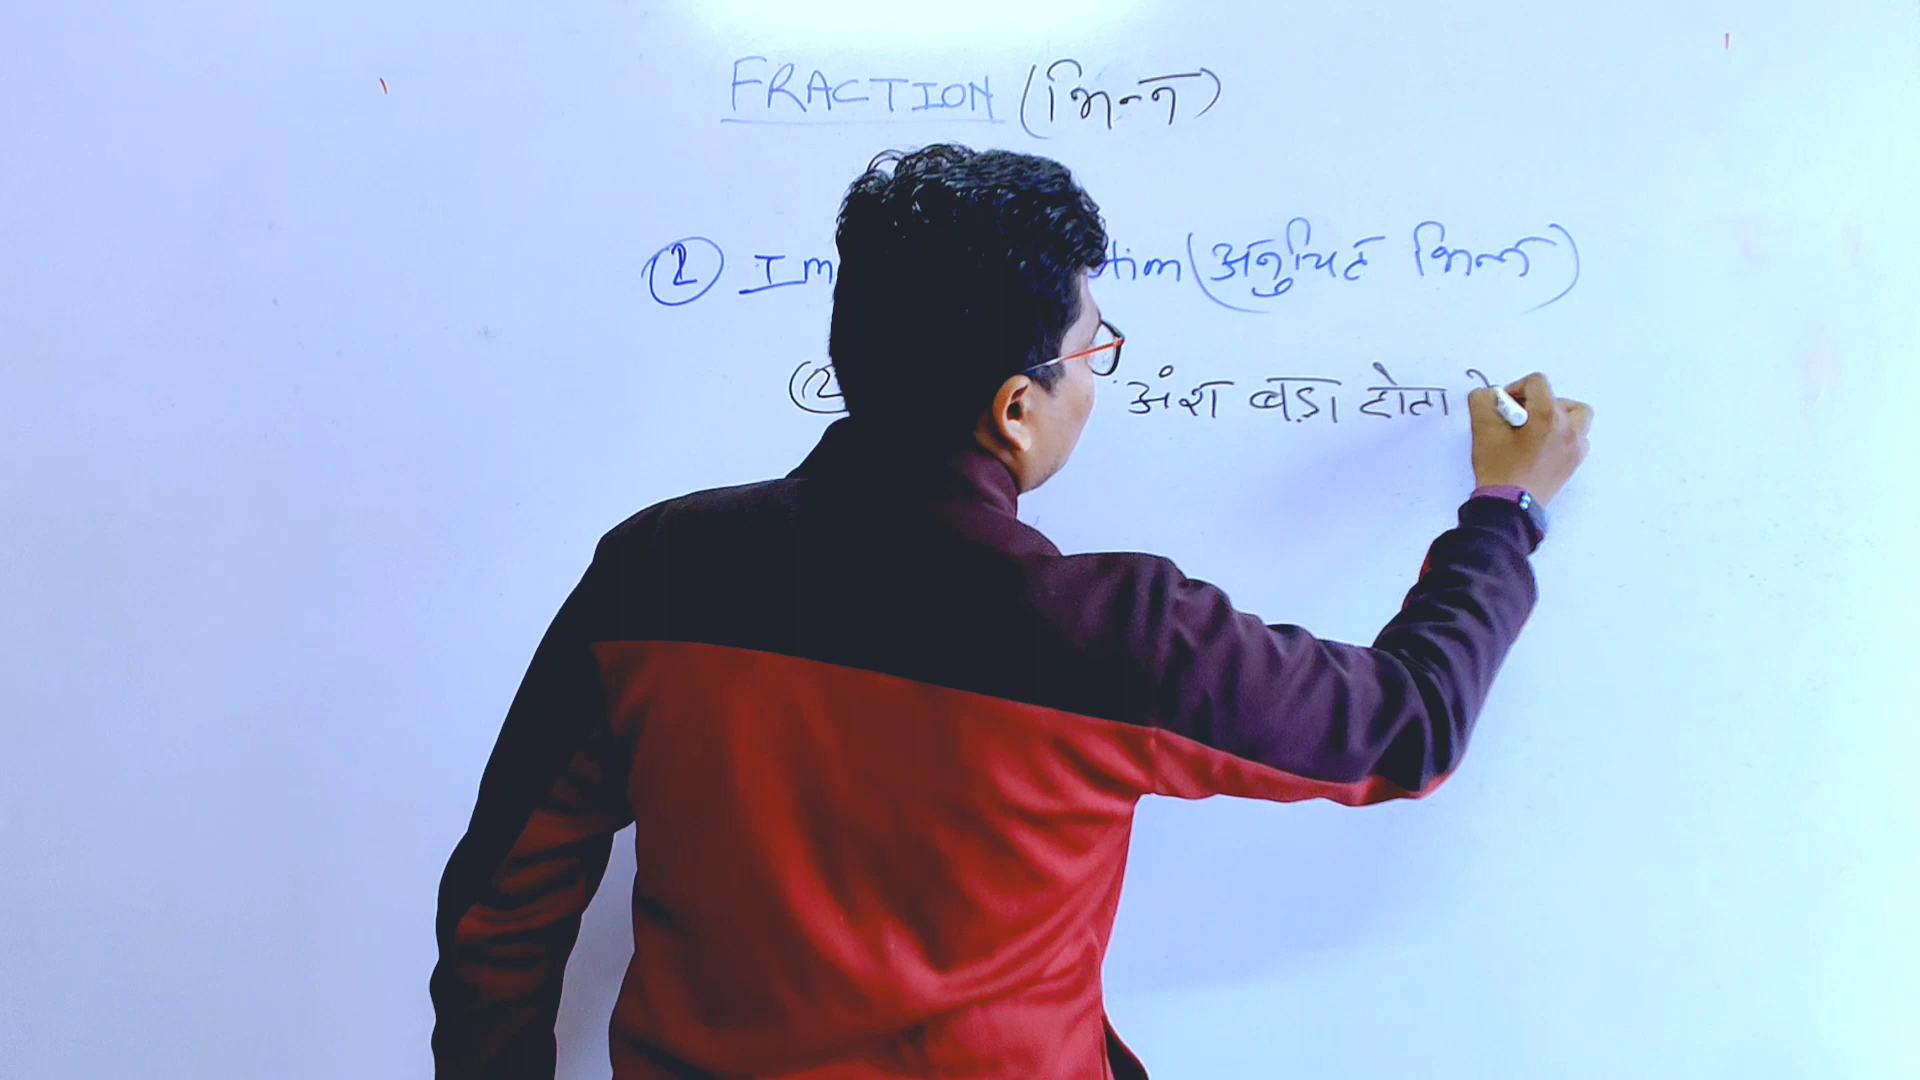 FRACTION (भिन्न)
② Im tion (अनुचित भिन्न)
अंश बड़ा होता